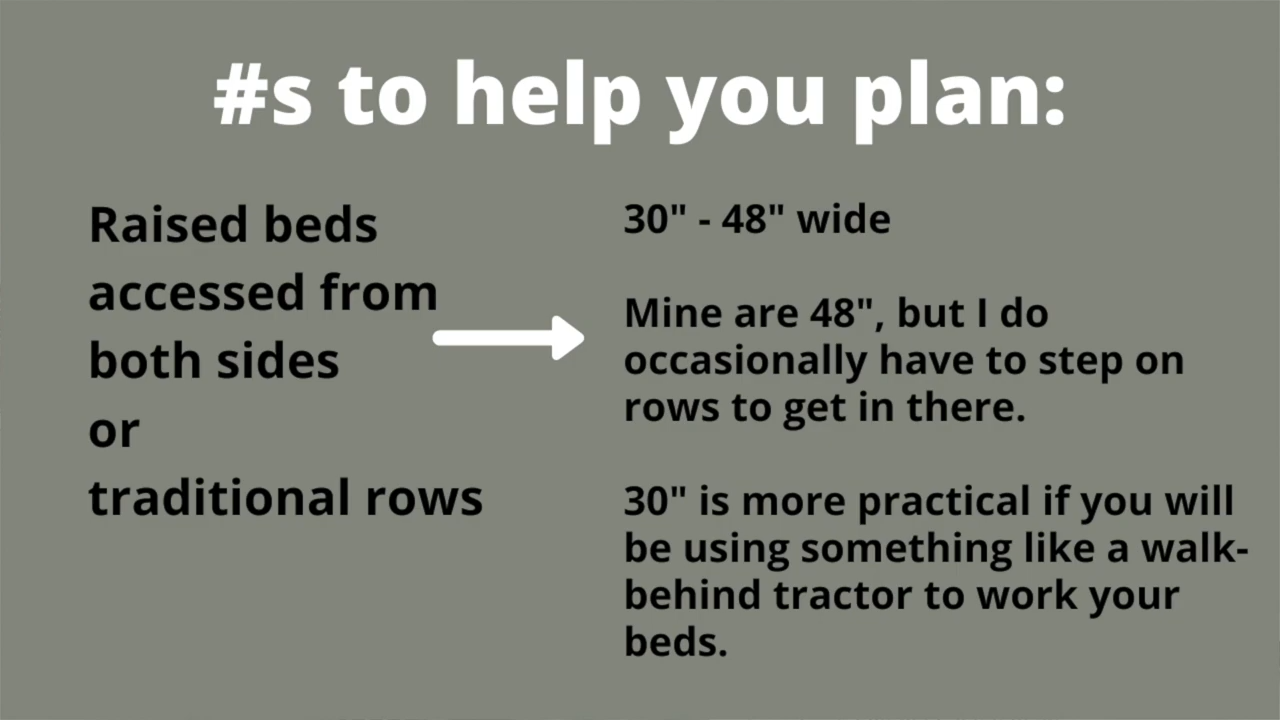 #s to help you plan:
Raised beds
accessed from
both sides
or
traditional rows
30" - 48" wide
Mine are 48", but I do
occasionally have to step on
rows to get in there.
30" is more practical if you will
be using something like a walk-
behind tractor to work your
beds.